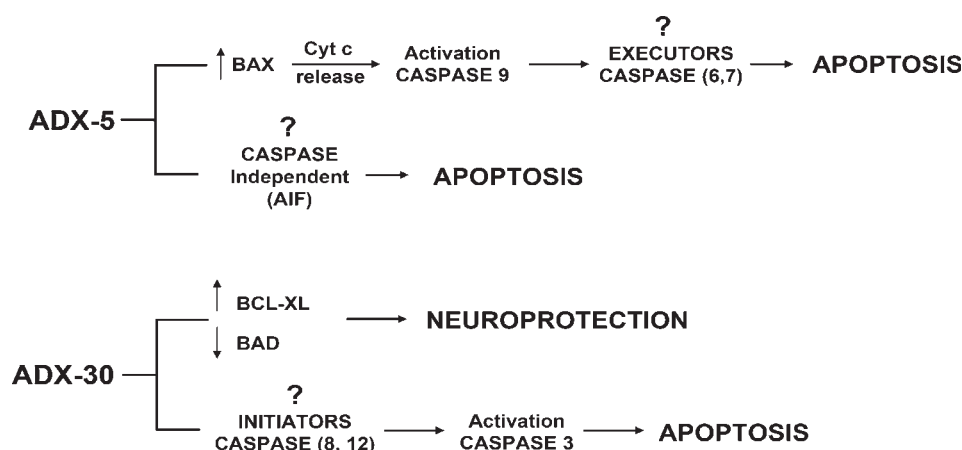 ?
BAX
Cyt c
release
Activation
CASPASE 9
EXECUTORS
CASPASE (6,7)
APOPTOSIS
ADX-5
?
CASPASE
Independent
(AIF)
APOPTOSIS
BCL-XL
BAD
NEUROPROTECTION
ADX-30
?
INITIATORS
CASPASE (8, 12)
Activation
CASPASE 3
APOPTOSIS